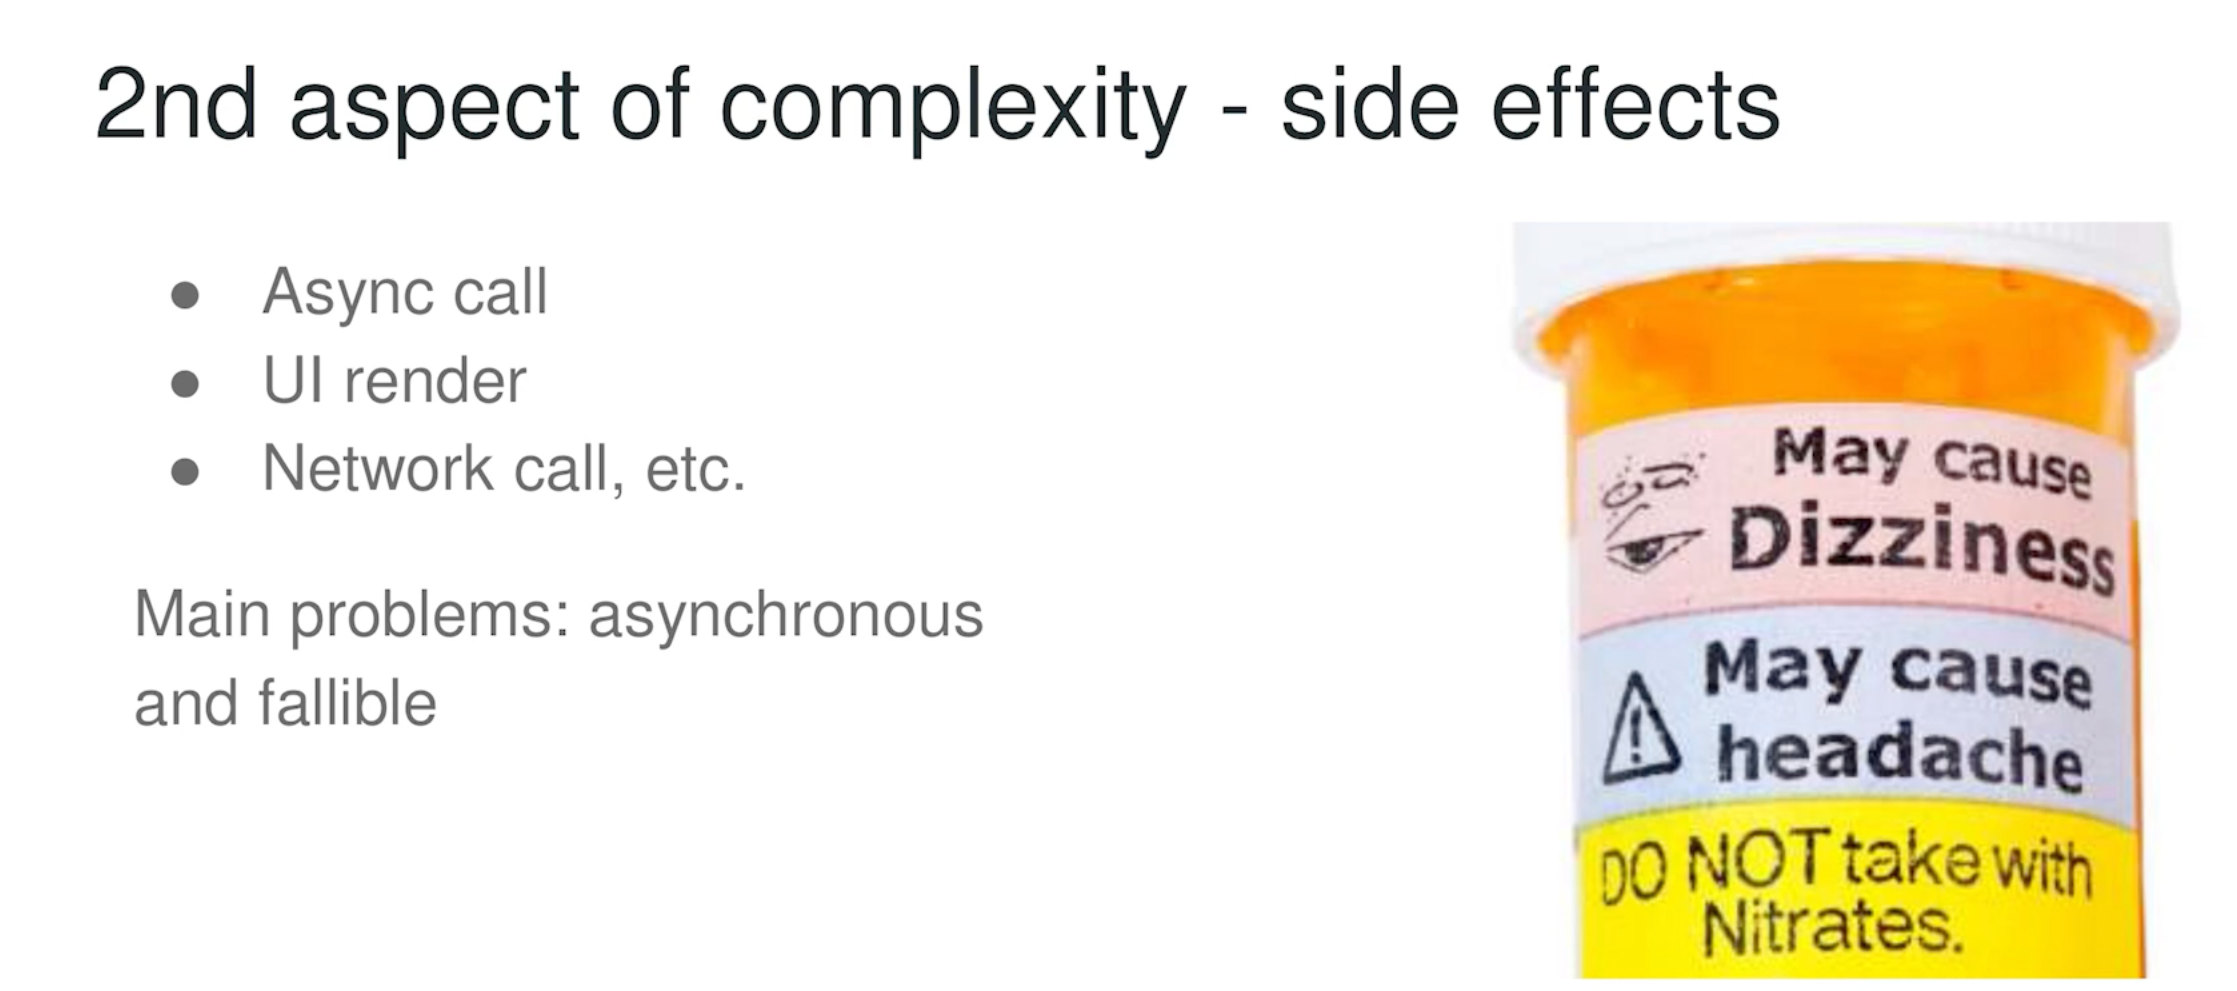 2nd aspect of complexity - side effects
● Async call
● UI render
● Network call, etc.
Main problems: asynchronous
and fallible
May cause
Dizziness
May cause
headache
DO NOT take with
Nitrates.